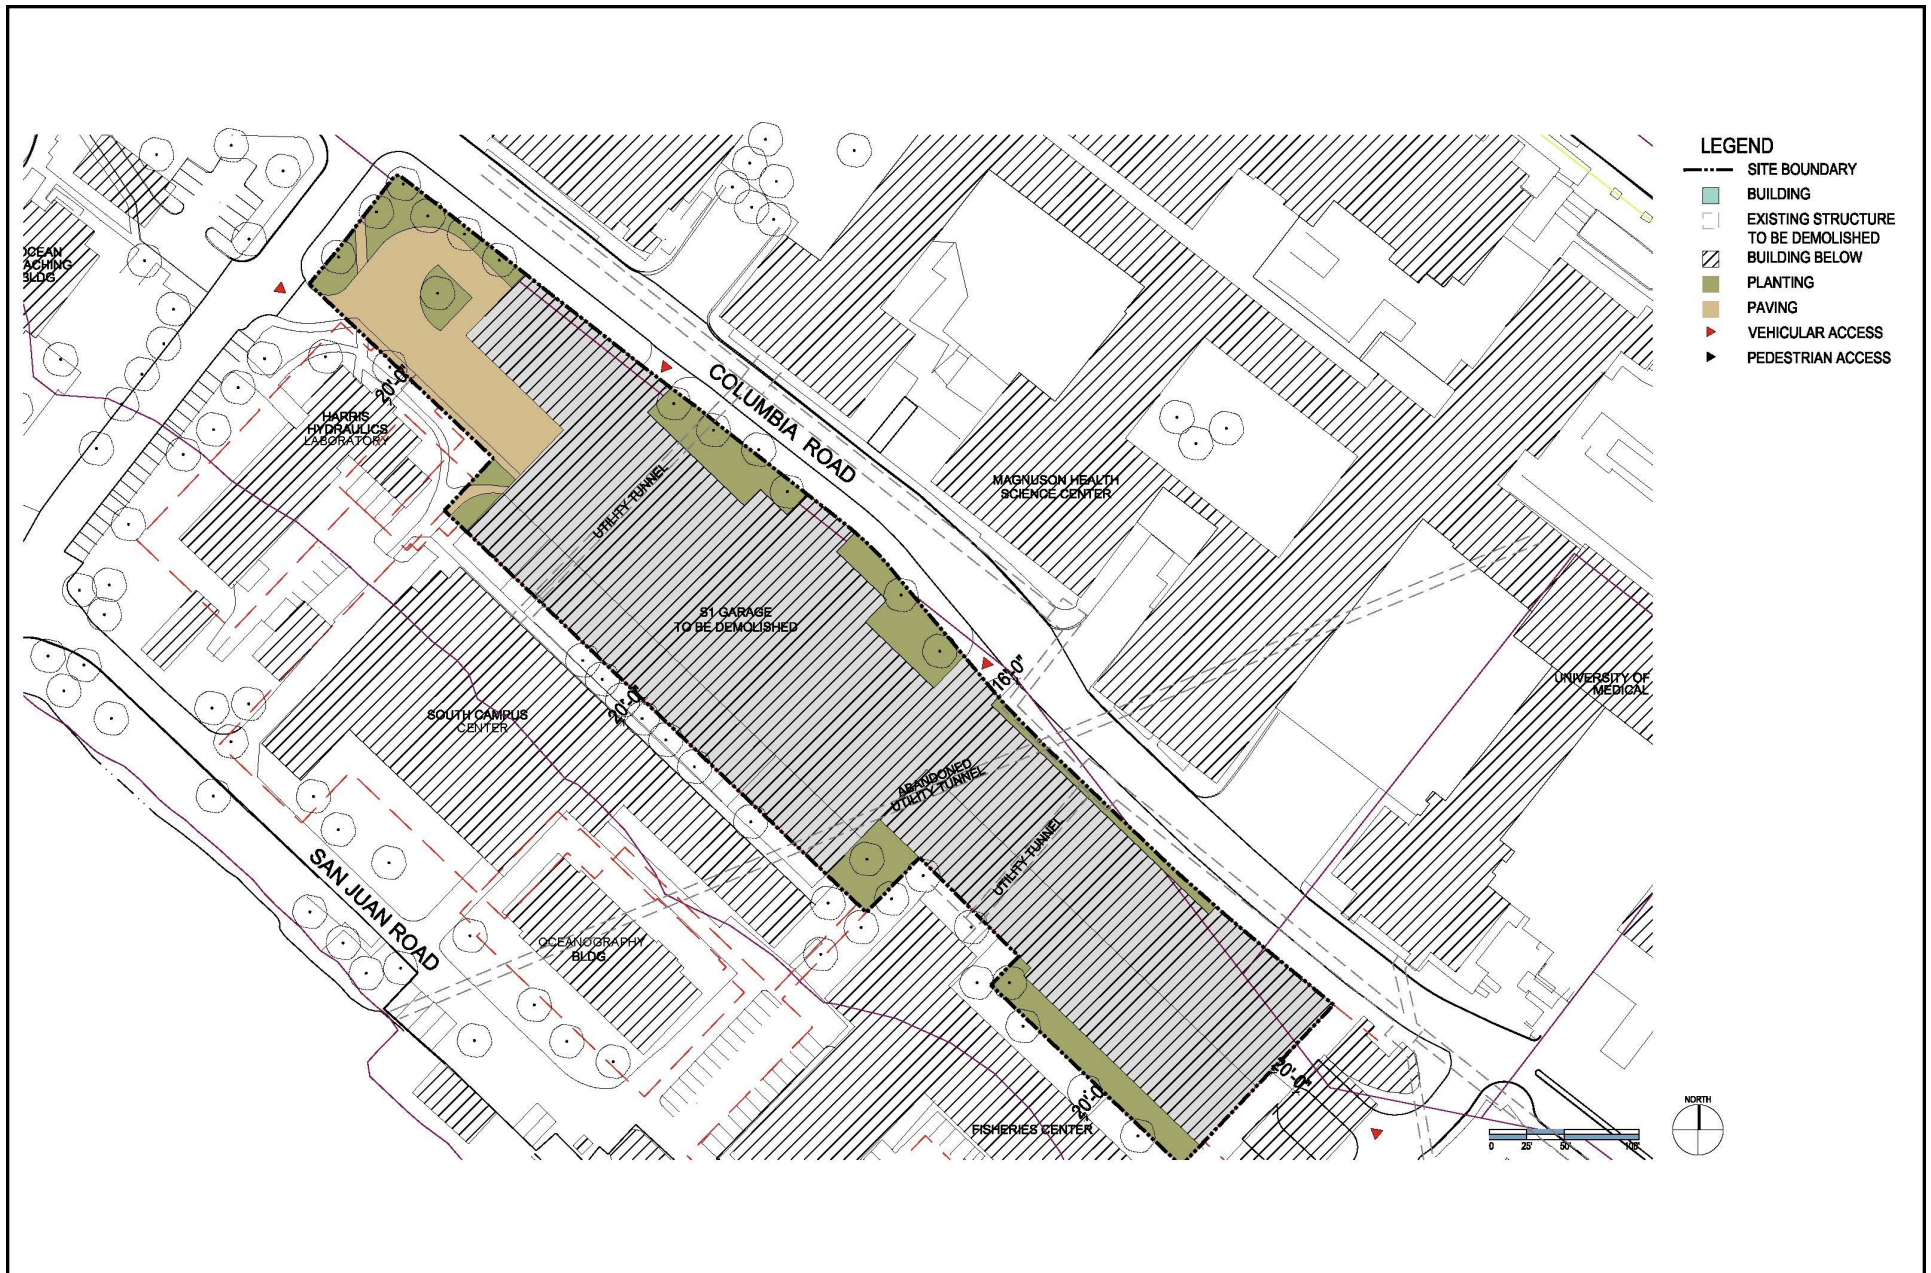 LEGEND
SITE BOUNDARY
BUILDING
EXISTING STRUCTURE
TO BE DEMOLISHED
BUILDING BELOW
PLANTING
PAVING
VEHICULAR ACCESS
PEDESTRIAN ACCESS
OCEAN
ACHING
BLDG
20'-0"
HARRIS
HYDRAULICS
LABORATORY
COLUMBIA ROAD
UTILITY TUNNEL
MAGNUSON HEALTH
SCIENCE CENTER
S1 GARAGE
TO BE DEMOLISHED
16'-0"
UNIVERSITY OF
MEDICAL
20'-0"
SOUTH CAMPUS
CENTER
ABANDONED
UTILITY TUNNEL
UTILITY TUNNEL
SAN JUAN ROAD
OCEANOGRAPHY
BLDG
20'-0"
20'-0"
FISHERIES CENTER
NORTH
0 25' 50' 100'